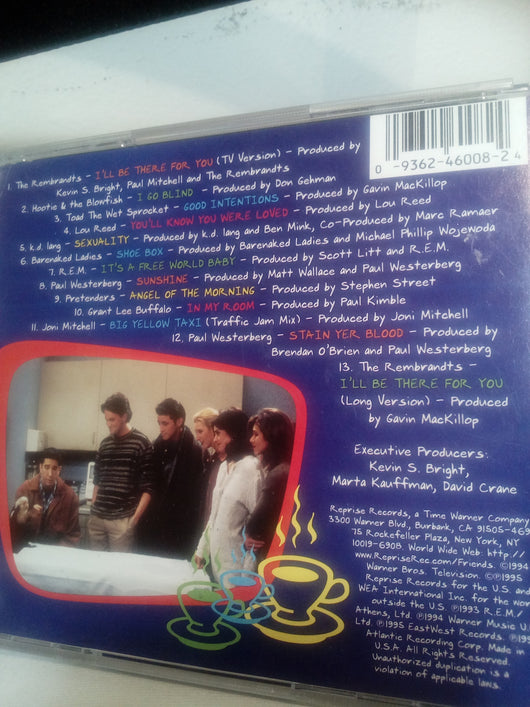 1. The Rembrandts - I'LL BE THERE FOR YOU (TV Version) - Produced by
Kevin S. Bright, Paul Mitchell and The Rembrandts
2. Hootie & the Blowfish - I GO BLIND - Produced by Don Gehman
3. Toad The Wet Sprocket - GOOD INTENTIONS - Produced by Gavin MacKillop
4. Lou Reed - YOU'LL KNOW YOU WERE LOVED - Produced by Lou Reed
5. k.d. lang - SEXUALITY - Produced by k.d. lang and Ben Mink, Co-Produced by Marc Ramaer
6. Barenaked Ladies - SHOE BOX - Produced by Barenaked Ladies and Michael Phillip Wojewoda
7. R.E.M. - IT'S A FREE WORLD BABY - Produced by Scott Litt and R.E.M.
8. Paul Westerberg - SUNSHINE - Produced by Matt Wallace and Paul Westerberg
9. Pretenders - ANGEL OF THE MORNING - Produced by Stephen Street
10. Grant Lee Buffalo - IN MY ROOM - Produced by Paul Kimble
11. Joni Mitchell - BIG YELLOW TAXI (Traffic Jam Mix) - Produced by Joni Mitchell
12. Paul Westerberg - STAIN YER BLOOD - Produced by
Brendan O'Brien and Paul Westerberg
13. The Rembrandts -
I'LL BE THERE FOR YOU
(Long Version) - Produced
by Gavin MacKillop
0 -9362-46008-2
Executive Producers:
Kevin S. Bright,
Marta Kauffman, David Crane
Reprise Records, a Time Warner Company
3300 Warner Blvd., Burbank, CA 91505-469
75 Rockefeller Plaza, New York, NY
10019-6908. World Wide Web: http://
www.RepriseRec.com/Friends. ©1994
Warner Bros. Television. ©℗1995
Reprise Records for the U.S. and
WEA International Inc. for the
outside the U.S. ℗1993 R.E.M./
Athens, Ltd. ℗1994 Warner Music U.
Ltd. ℗1995 EastWest Records.
Atlantic Recording Corp. Made in
U.S.A. All Rights Reserved.
Unauthorized duplication is a
violation of applicable laws.